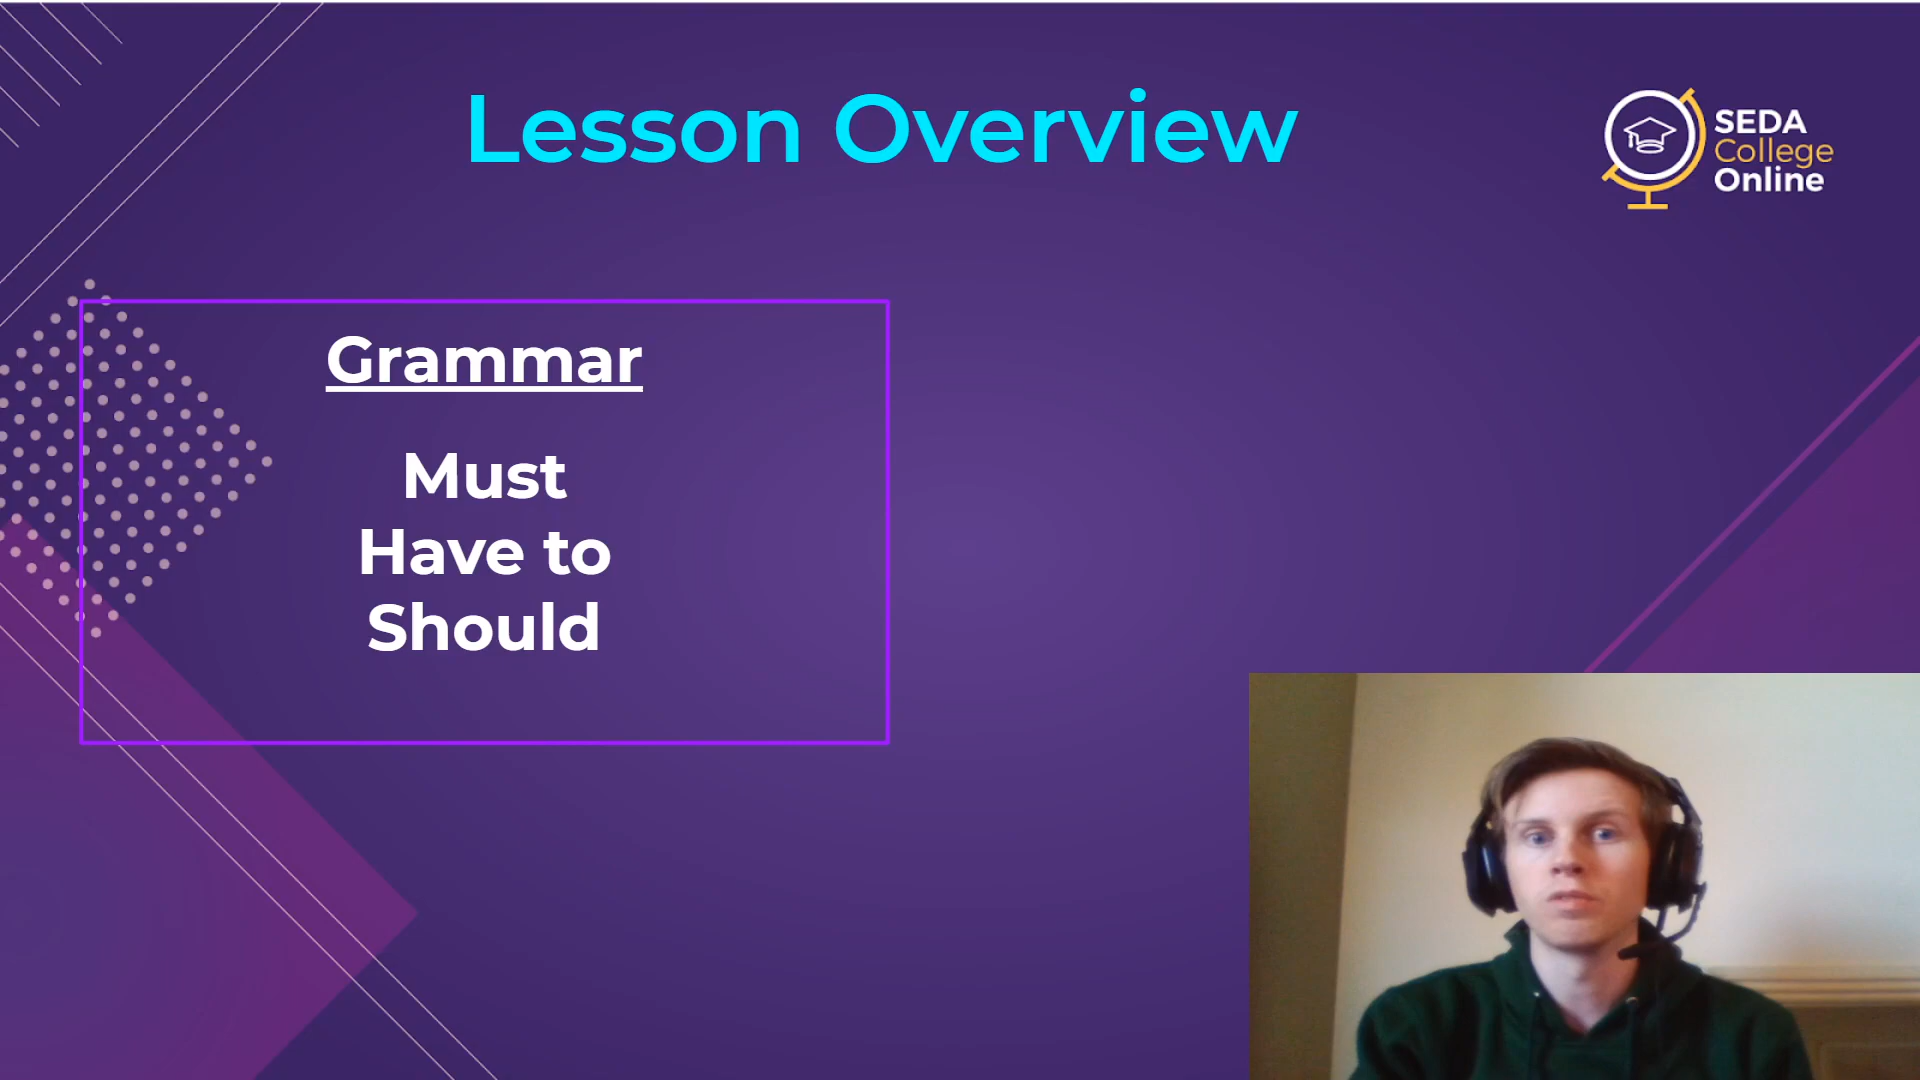 Lesson Overview
SEDA
College
Online
Grammar
Must
Have to
Should